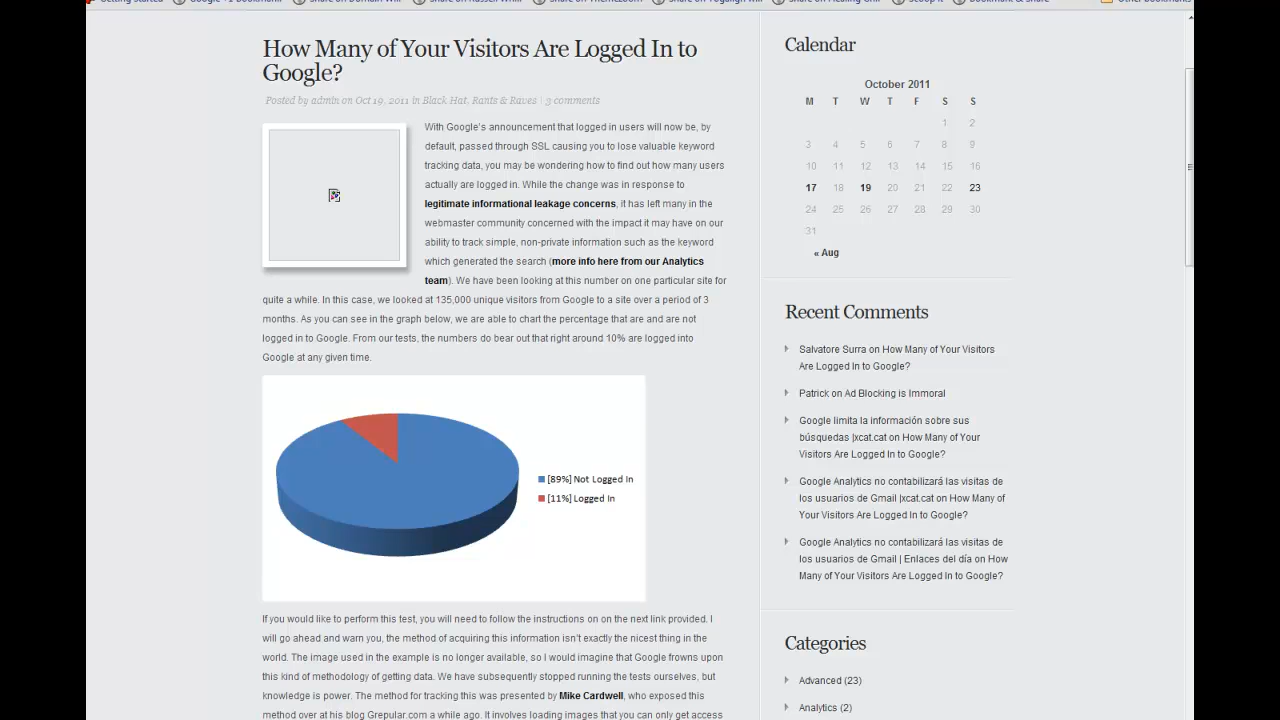 How Many of Your Visitors Are Logged In to
Google?
Posted by admin on Oct 19, 2011 in Black Hat, Rants & Raves | 3 comments
With Google's announcement that logged in users will now be, by
default, passed through SSL causing you to lose valuable keyword
tracking data, you may be wondering how to find out how many users
actually are logged in. While the change was in response to
legitimate informational leakage concerns, it has left many in the
webmaster community concerned with the impact it may have on our
ability to track simple, non-private information such as the keyword
which generated the search (more info here from our Analytics
team). We have been looking at this number on one particular site for
quite a while. In this case, we looked at 135,000 unique visitors from Google to a site over a period of 3
months. As you can see in the graph below, we are able to chart the percentage that are and are not
logged in to Google. From our tests, the numbers do bear out that right around 10% are logged into
Google at any given time.
[89%] Not Logged In
[11%] Logged In
If you would like to perform this test, you will need to follow the instructions on on the next link provided. I
will go ahead and warn you, the method of acquiring this information isn't exactly the nicest thing in the
world. The image used in the example is no longer available, so I would imagine that Google frowns upon
this kind of methodology of getting data. We have subsequently stopped running the tests ourselves, but
knowledge is power. The method for tracking this was presented by Mike Cardwell, who exposed this
method over at his blog Grepular.com a while ago. It involves loading images that you can only get access
Calendar
October 2011
M T W T F S S
1 2
3 4 5 6 7 8 9
10 11 12 13 14 15 16
17 18 19 20 21 22 23
24 25 26 27 28 29 30
31
« Aug
Recent Comments
Salvatore Surra on How Many of Your Visitors
Are Logged In to Google?
Patrick on Ad Blocking is Immoral
Google limita la información sobre sus
búsquedas |xcat.cat on How Many of Your
Visitors Are Logged In to Google?
Google Analytics no contabilizará las visitas de
los usuarios de Gmail |xcat.cat on How Many of
Your Visitors Are Logged In to Google?
Google Analytics no contabilizará las visitas de
los usuarios de Gmail | Enlaces del día on How
Many of Your Visitors Are Logged In to Google?
Categories
Advanced (23)
Analytics (2)